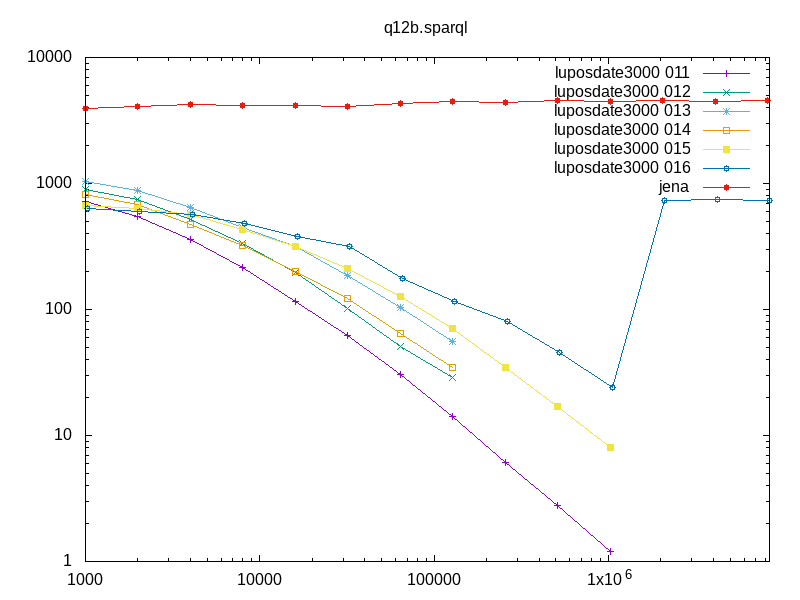 q12b.sparql
10000
1000
100
10
1
luposdate3000 011
luposdate3000 012
luposdate3000 013
luposdate3000 014
luposdate3000 015
luposdate3000 016
jena
1000 10000 100000 1x10⁶